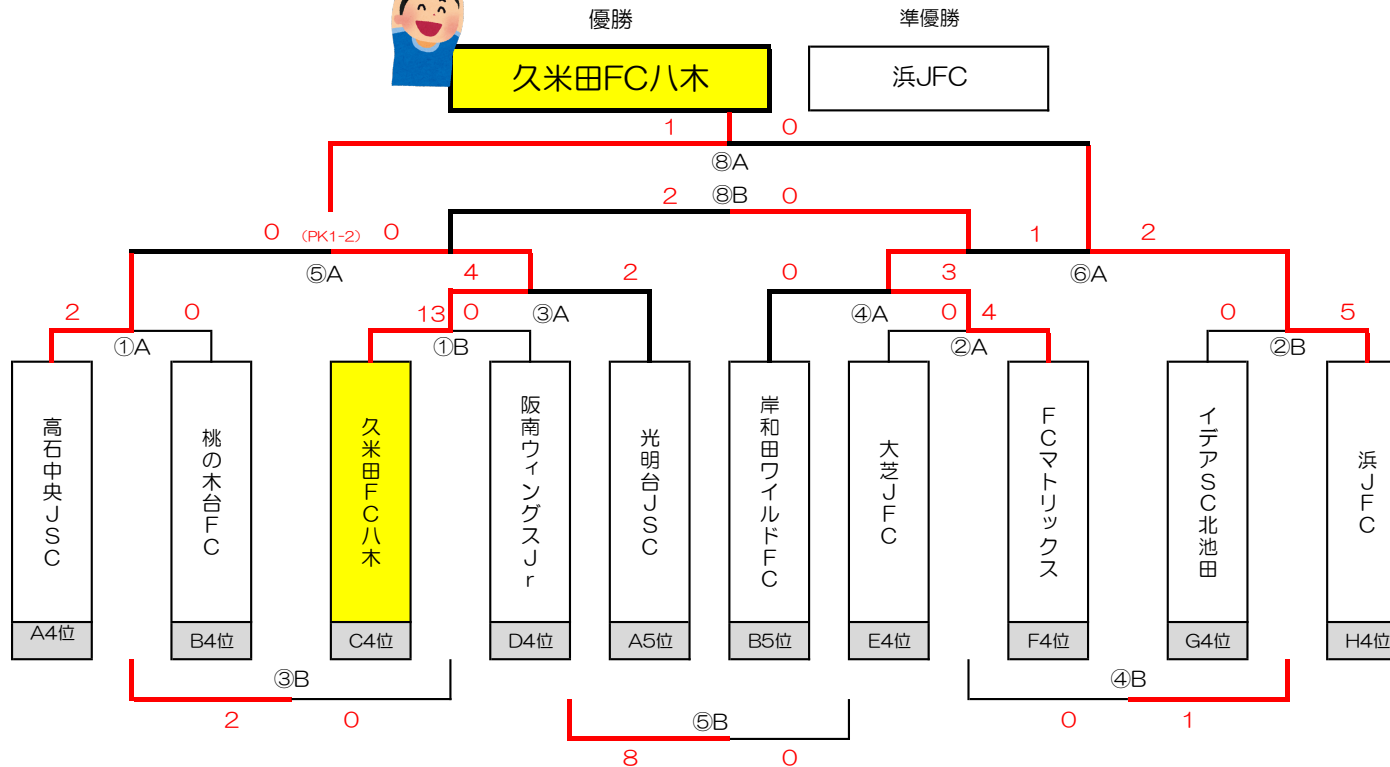 優勝
準優勝
久米田FC八木
浜JFC
1
0
⑧A
2
⑧B
0
0
(PK1-2)
0
1
2
⑤A
⑥A
4
2
0
3
2
0
13
0
③A
④A
0
4
0
5
①A
①B
②A
②B
高石中央JSC
桃の木台FC
久米田FC八木
阪南ウィングスJr
光明台JSC
岸和田ワイルドFC
大芝JFC
FCマトリックス
イデアSC北池田
浜JFC
A4位
B4位
C4位
D4位
A5位
B5位
E4位
F4位
G4位
H4位
③B
④B
2
0
⑤B
0
1
8
0